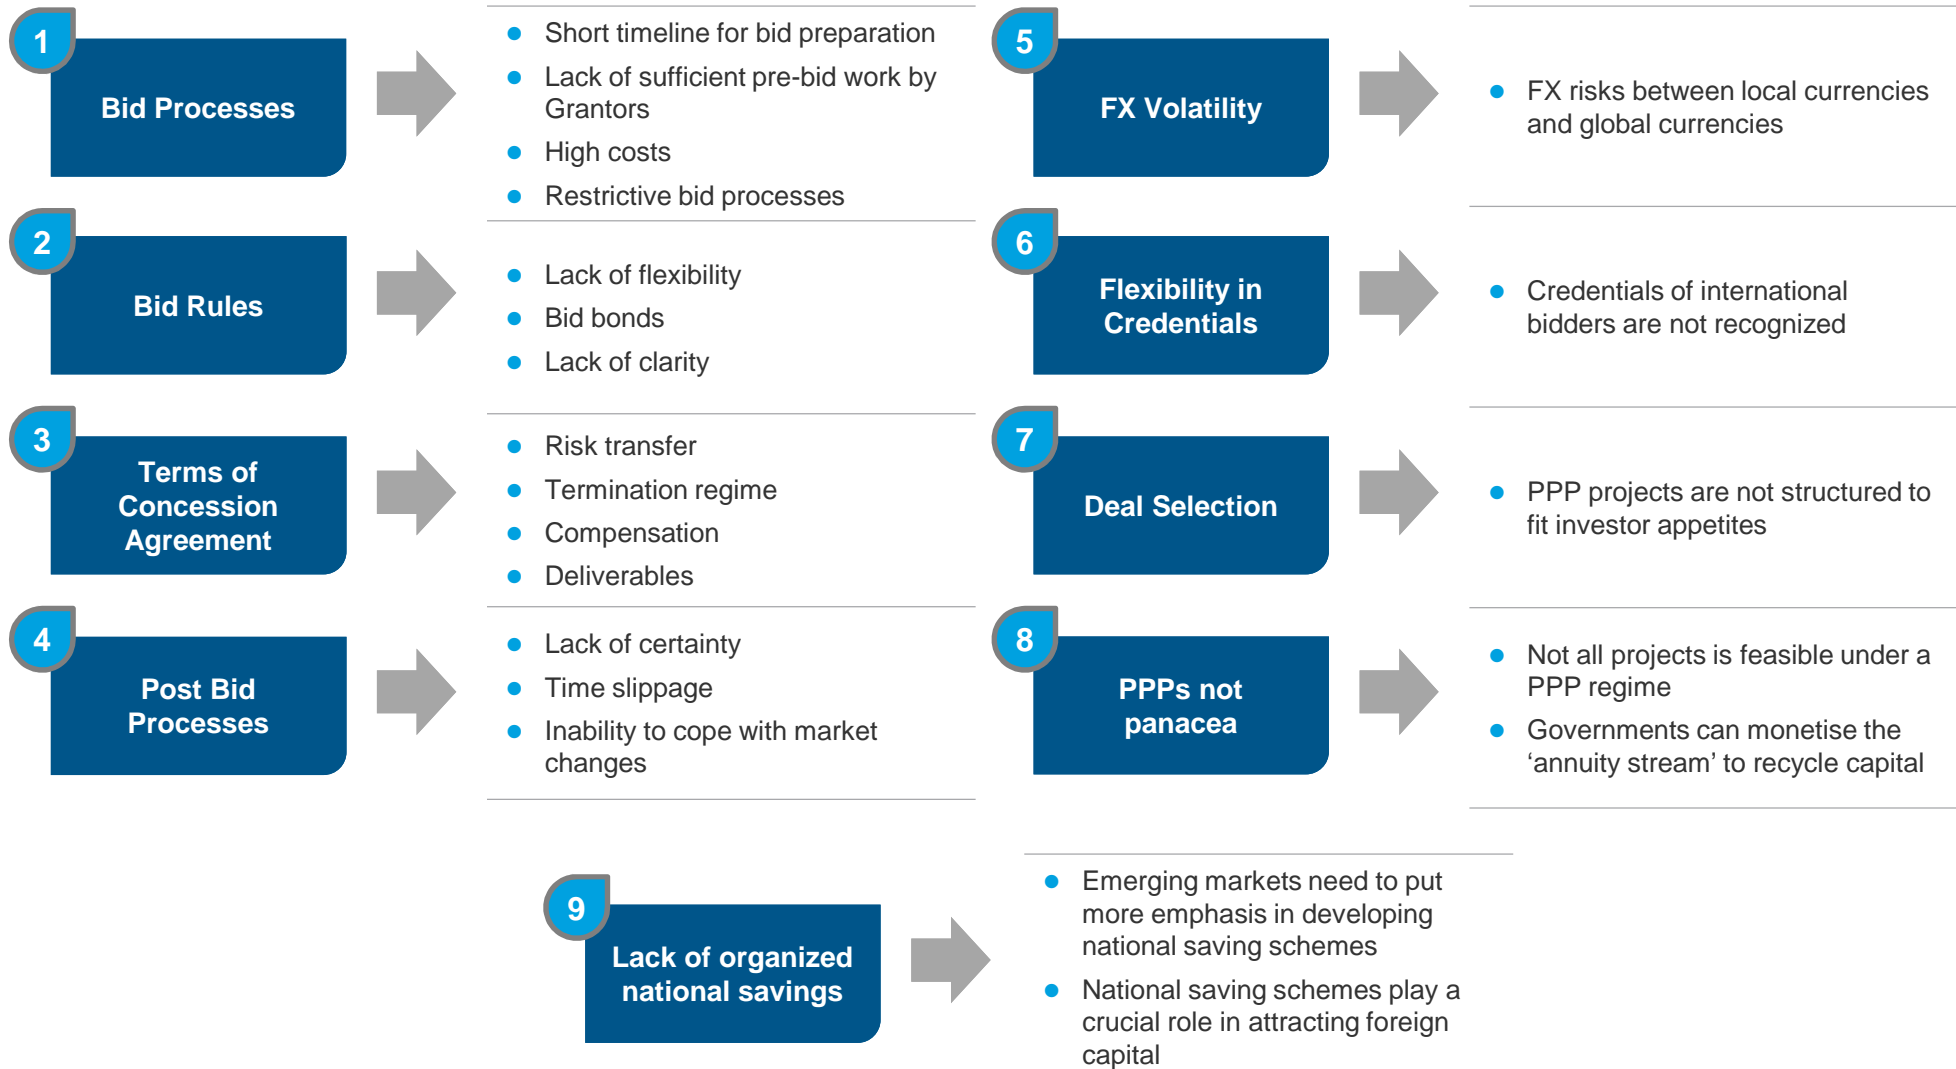 1
Bid Processes
Short timeline for bid preparation
Lack of sufficient pre-bid work by
Grantors
High costs
Restrictive bid processes
2
Bid Rules
Lack of flexibility
Bid bonds
Lack of clarity
3
Terms of
Concession
Agreement
Risk transfer
Termination regime
Compensation
Deliverables
4
Post Bid
Processes
Lack of certainty
Time slippage
Inability to cope with market
changes
5
FX Volatility
FX risks between local currencies
and global currencies
6
Flexibility in
Credentials
Credentials of international
bidders are not recognized
7
Deal Selection
PPP projects are not structured to
fit investor appetites
8
PPPs not
panacea
Not all projects is feasible under a
PPP regime
Governments can monetise the
‘annuity stream’ to recycle capital
9
Lack of organized
national savings
Emerging markets need to put
more emphasis in developing
national saving schemes
National saving schemes play a
crucial role in attracting foreign
capital